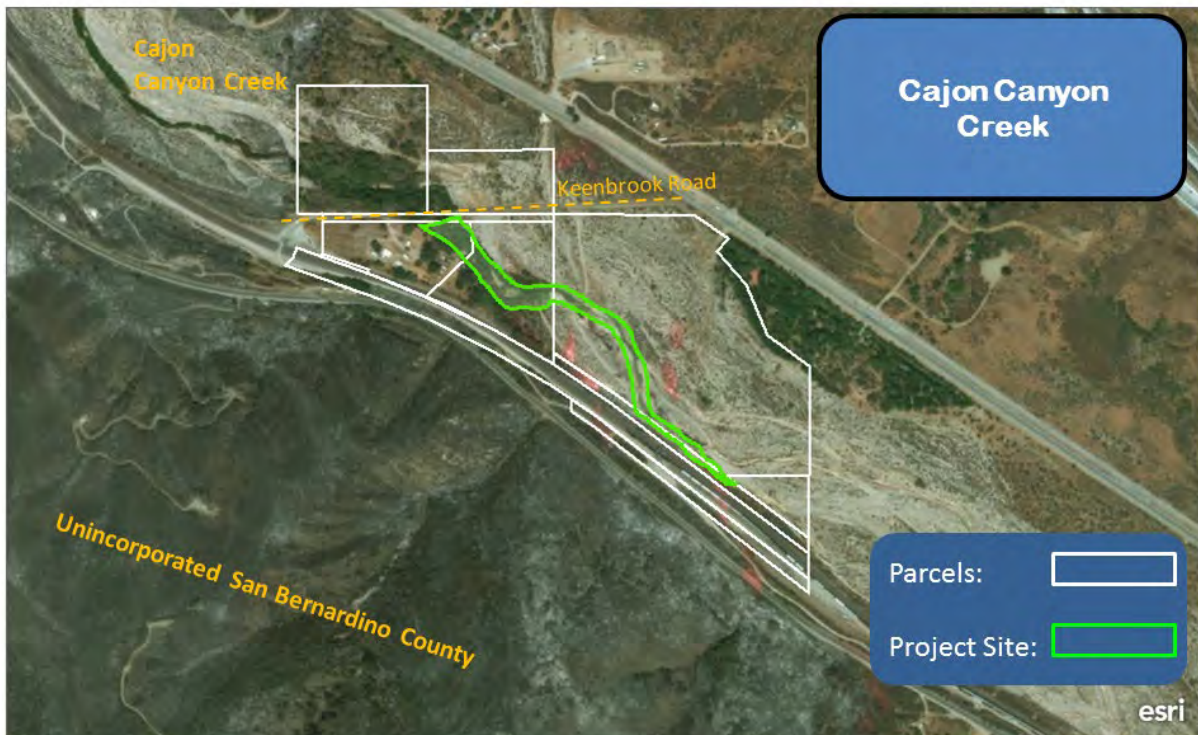 Cajon
Canyon Creek
Cajon Canyon
Creek
Keenbrook Road
Unincorporated San Bernardino
County
Parcels:
Project Site:
esri